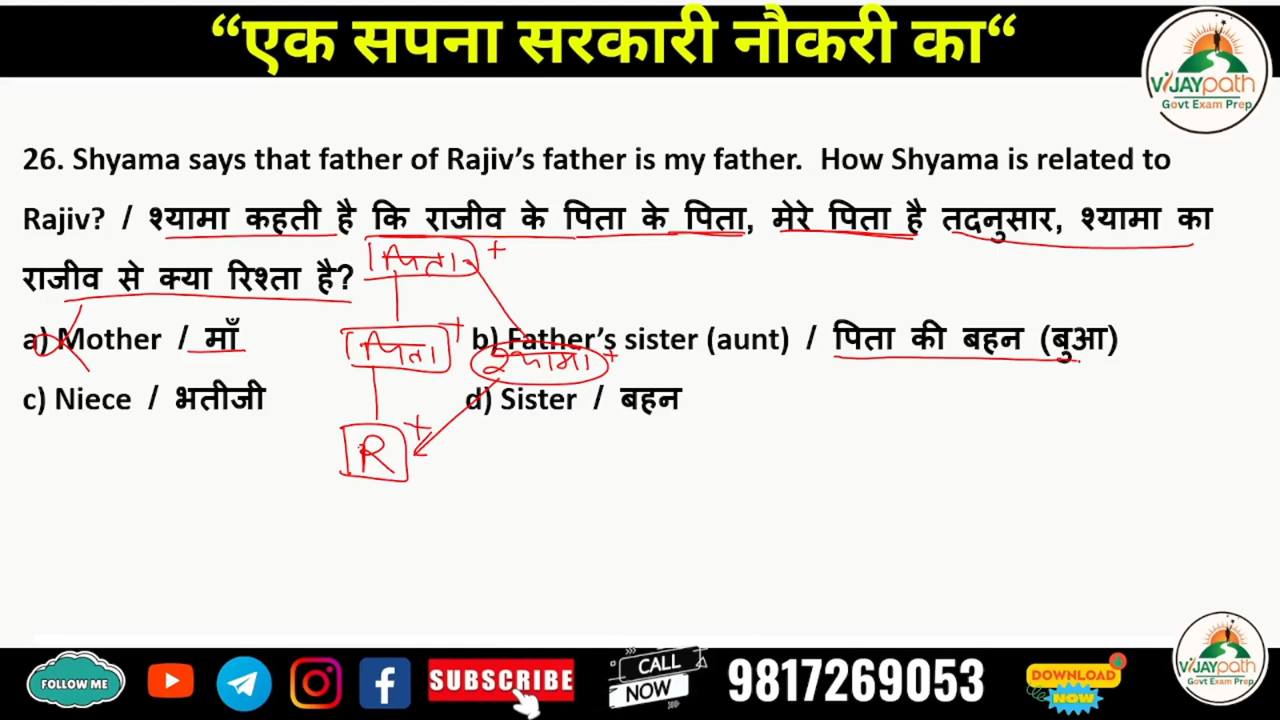 “एक सपना सरकारी नौकरी का“
VIJAYpath
Govt Exam Prep
26. Shyama says that father of Rajiv’s father is my father. How Shyama is related to
Rajiv? / श्यामा कहती है कि राजीव के पिता के पिता, मेरे पिता है तदनुसार, श्यामा का
राजीव से क्या रिश्ता है?
पिता +
a) Mother / माँ
b) Father’s sister (aunt) / पिता की बहन (बुआ)
पिता +
श्यामा +
c) Niece / भतीजी
d) Sister / बहन
R +
VIJAYpath
Govt Exam Prep
FOLLOW ME
SUBSCRIBE
CALL
NOW
9817269053
DOWNLOAD
NOW